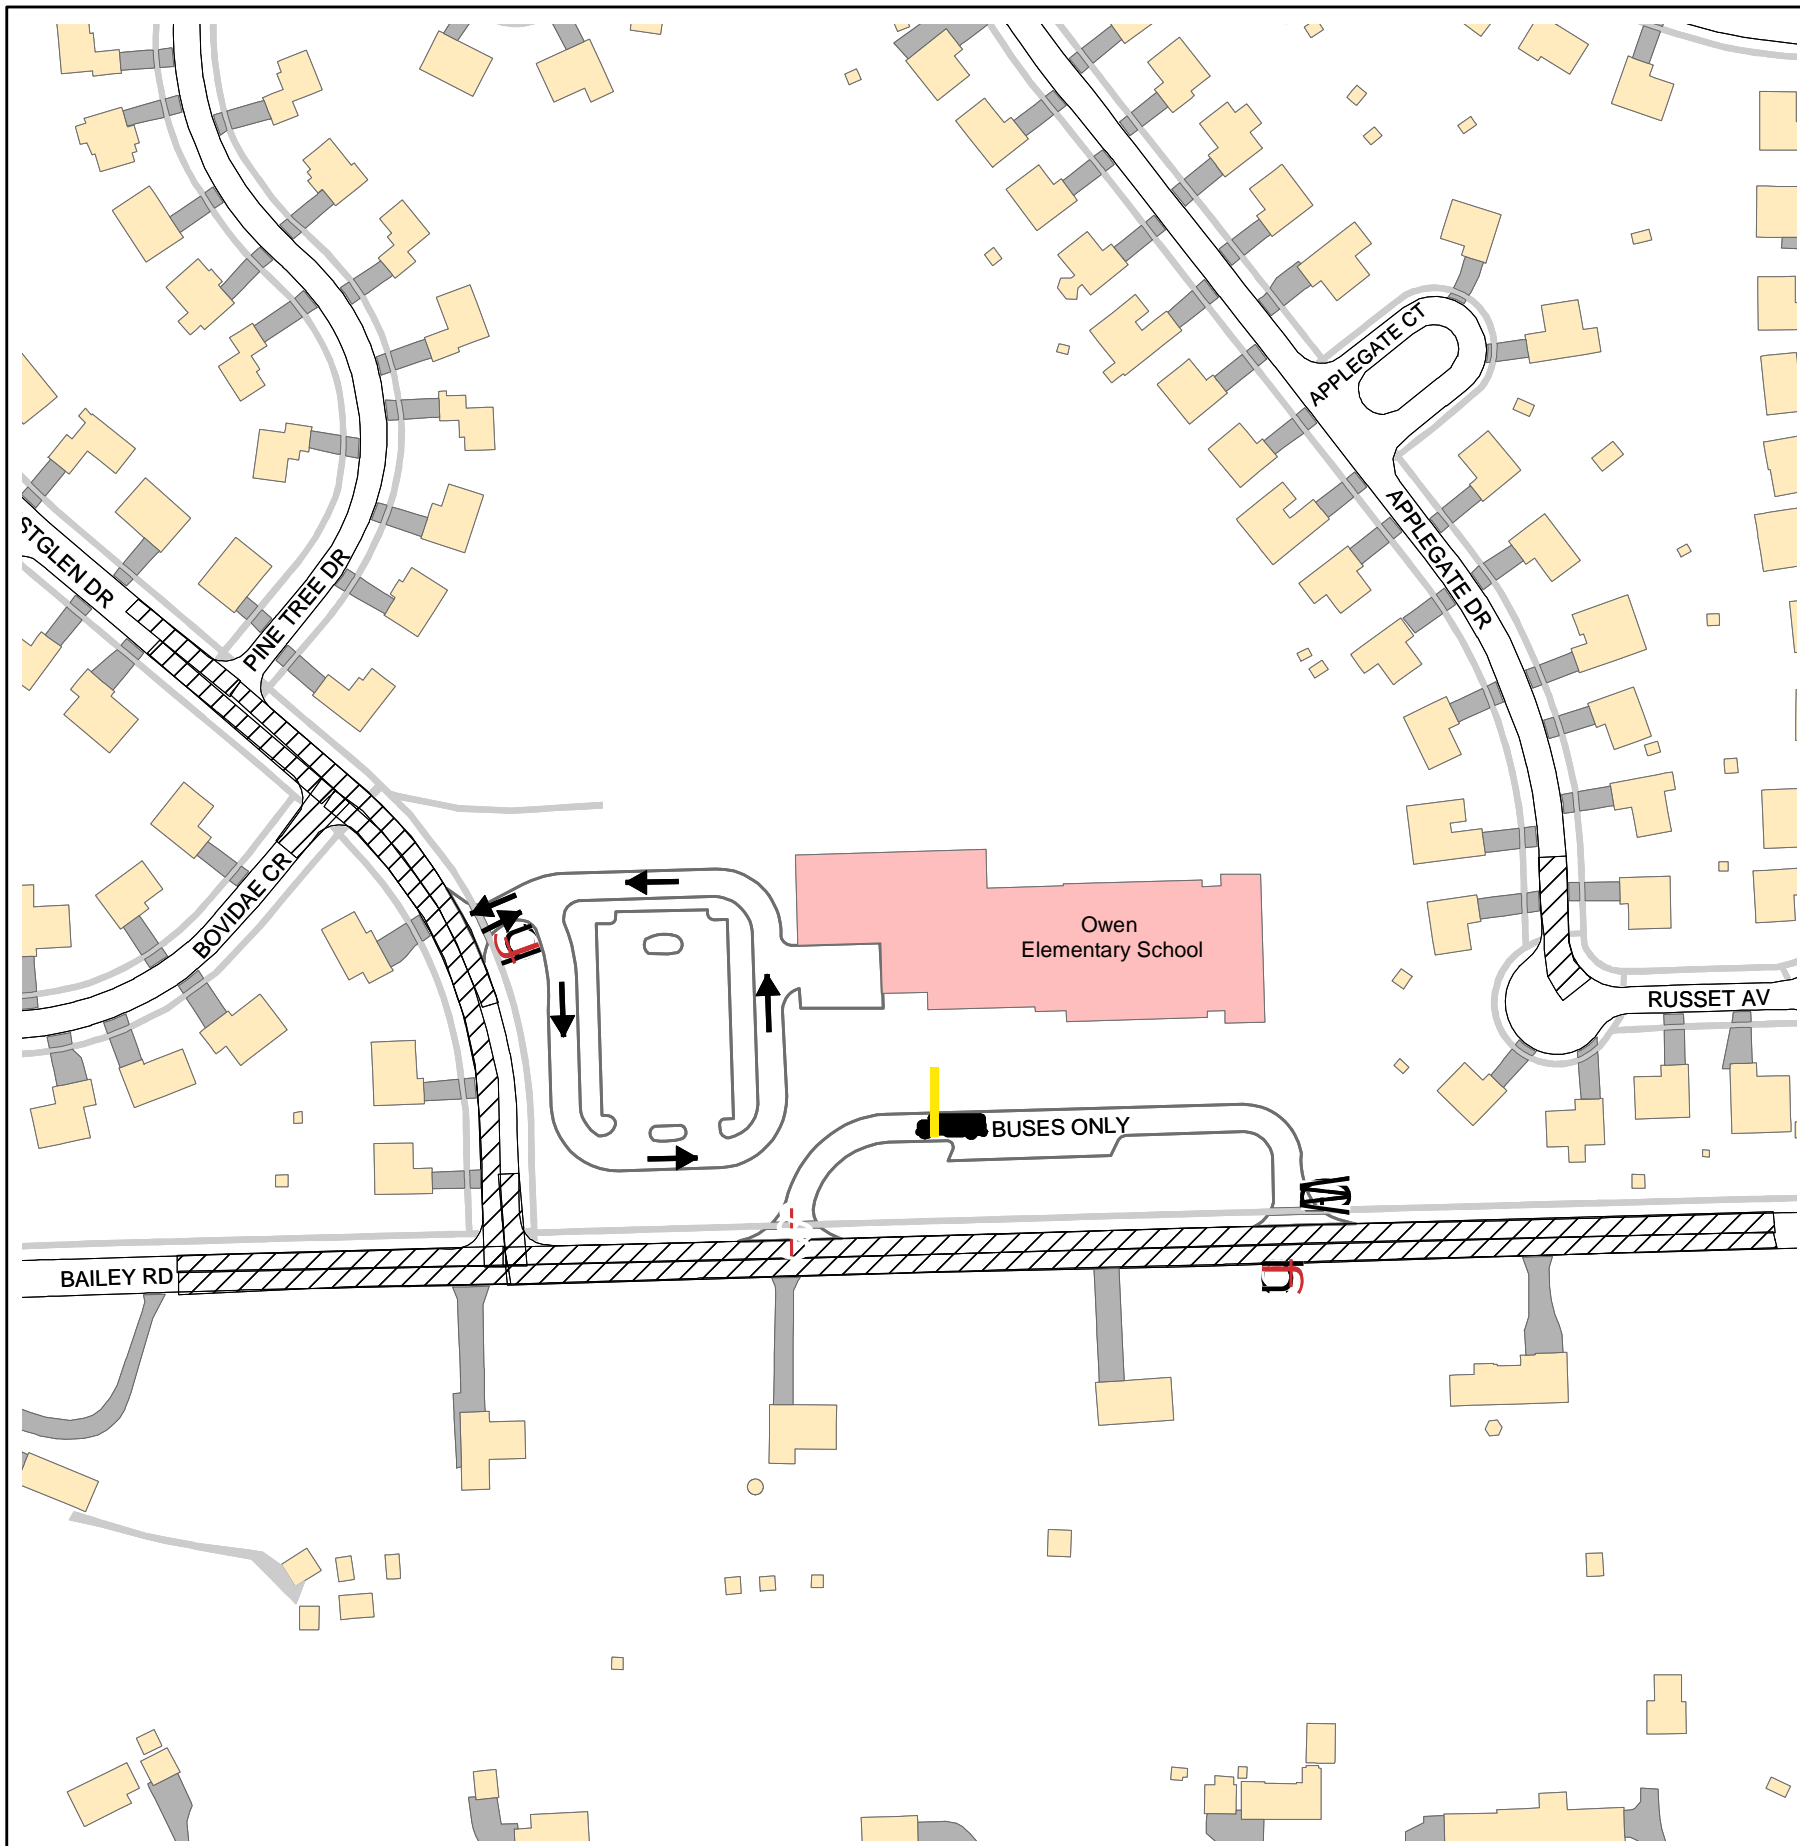 APPLEGATE CT
STGLEN DR
PINE TREE DR
APPLEGATE DR
BOVIDAE CR
Owen
Elementary School
RUSSET AV
BUSES ONLY
BAILEY RD